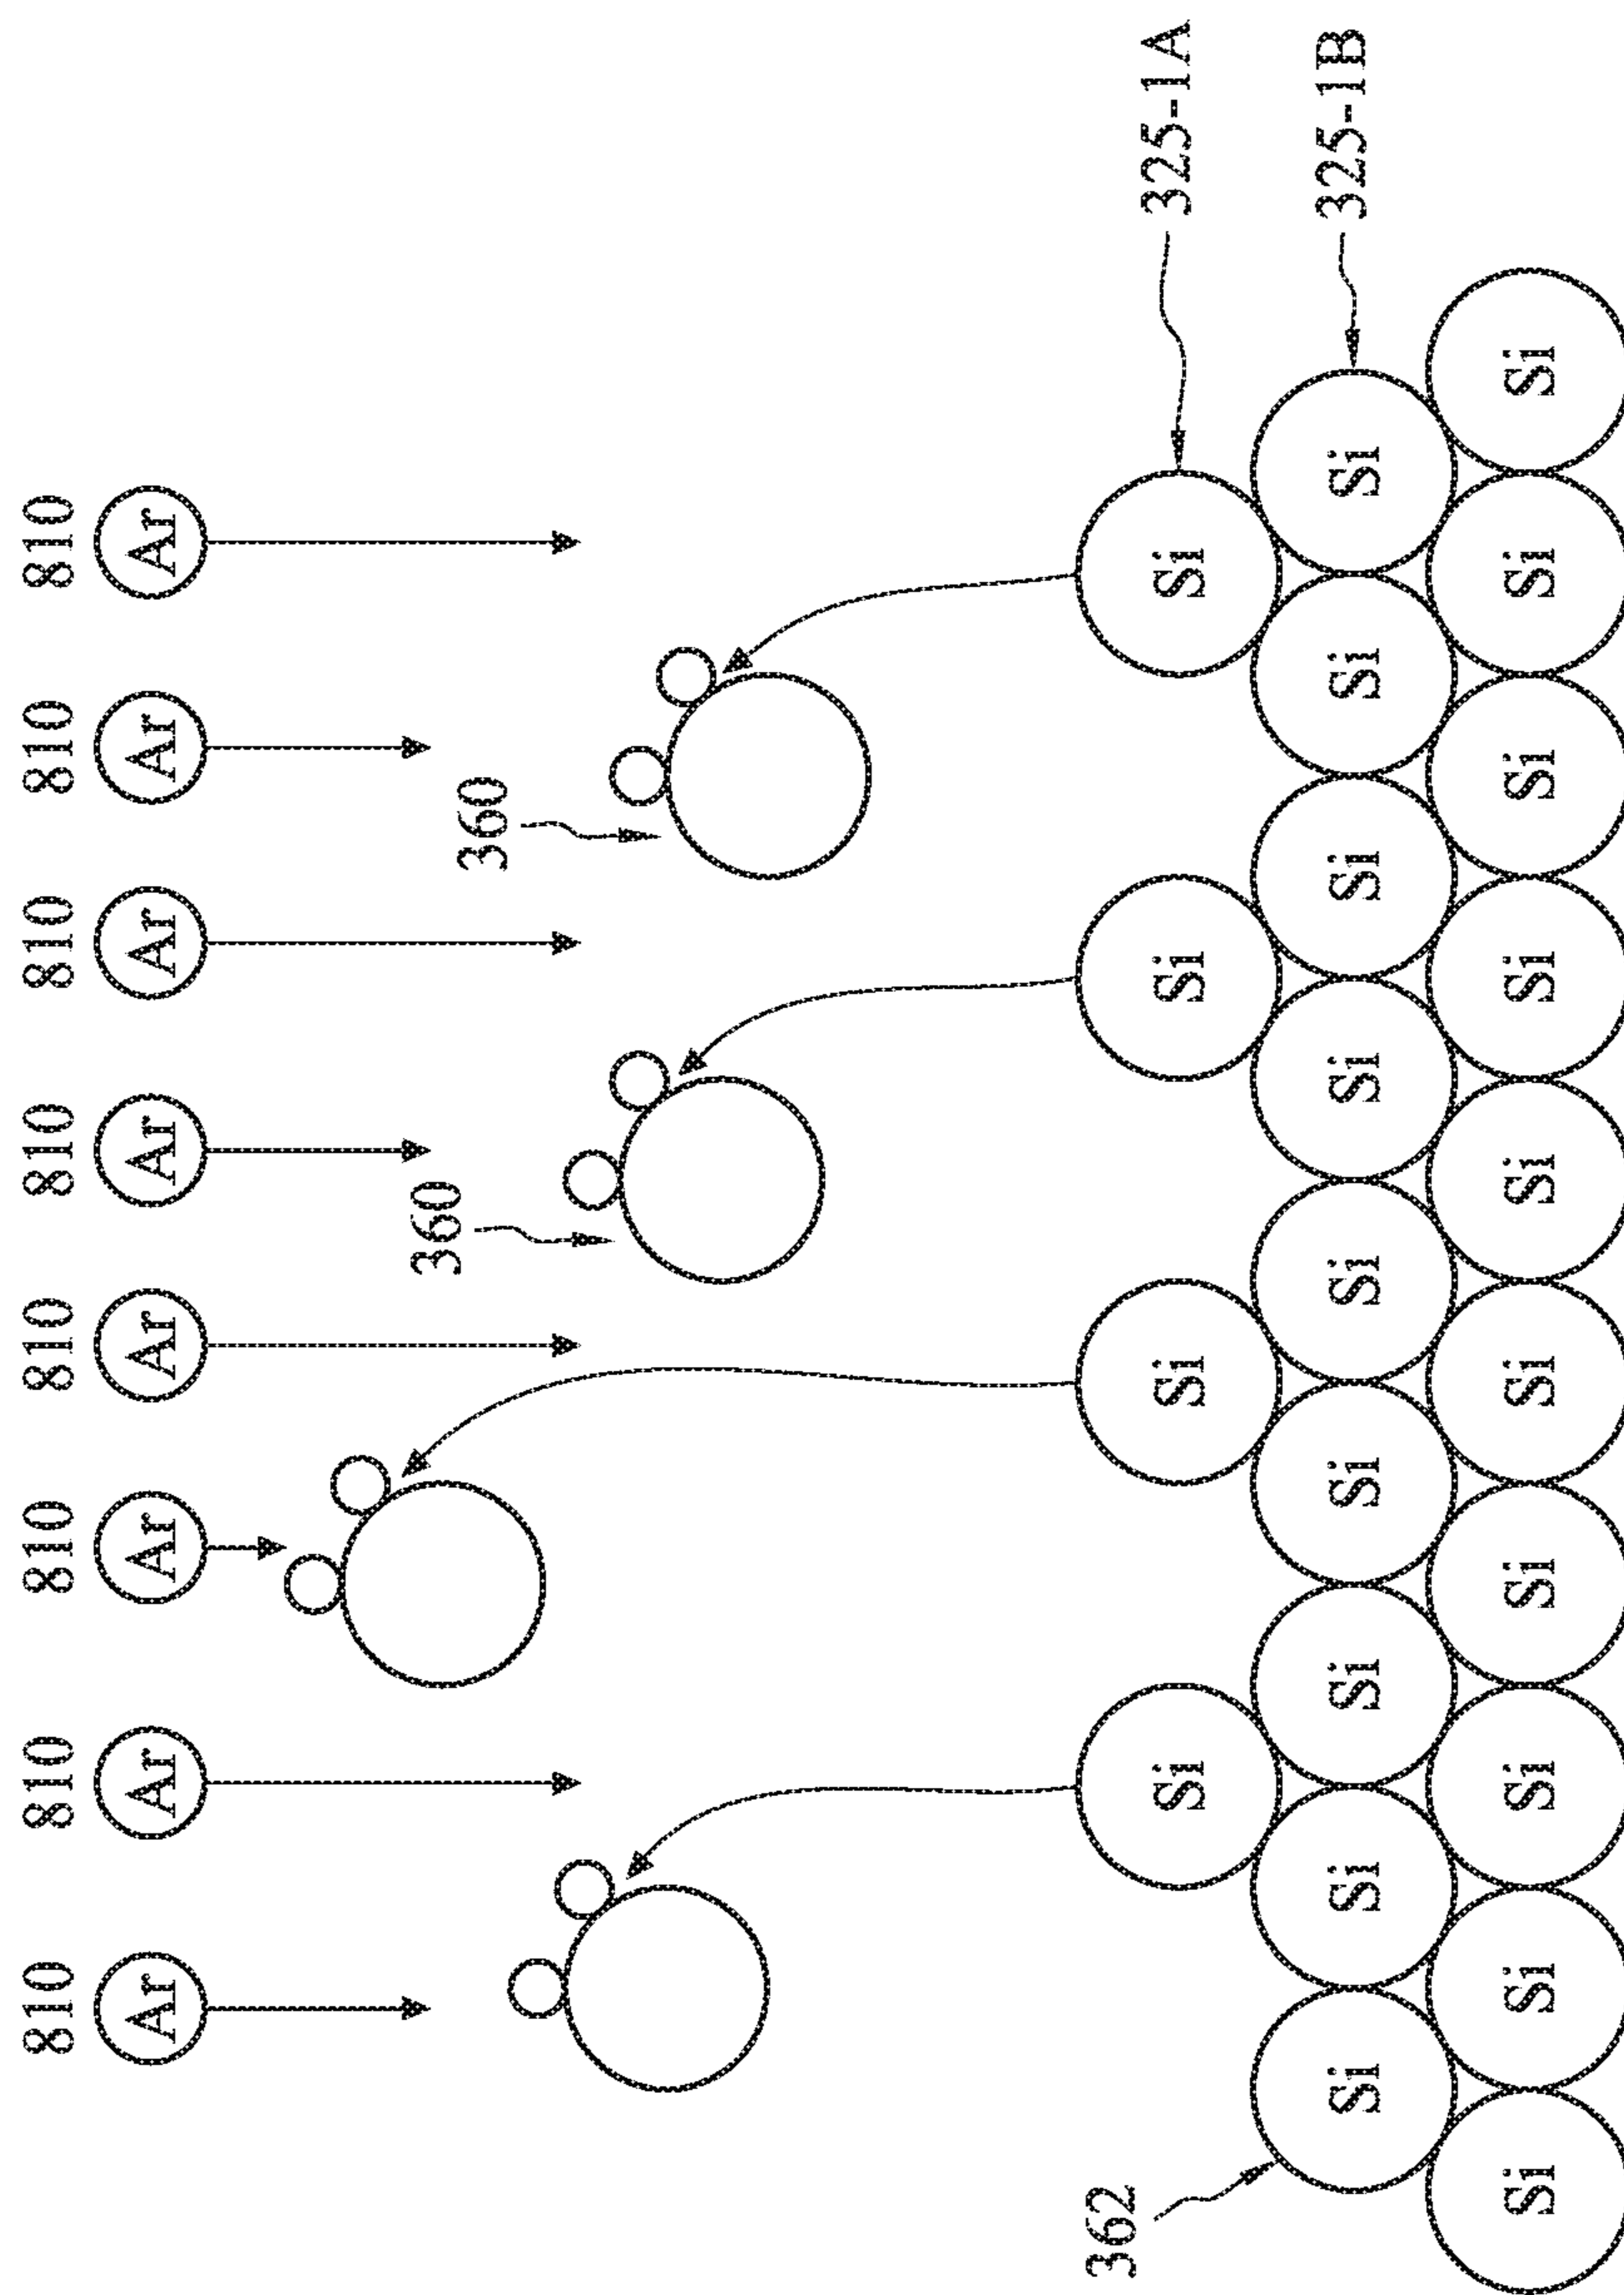 810 810 810 810 810 810 810 810
Ar Ar Ar Ar Ar Ar Ar Ar
360
360
362
Si Si Si Si 325-1A
Si Si Si Si Si Si Si Si Si 325-1B
Si Si Si Si Si Si Si Si Si Si